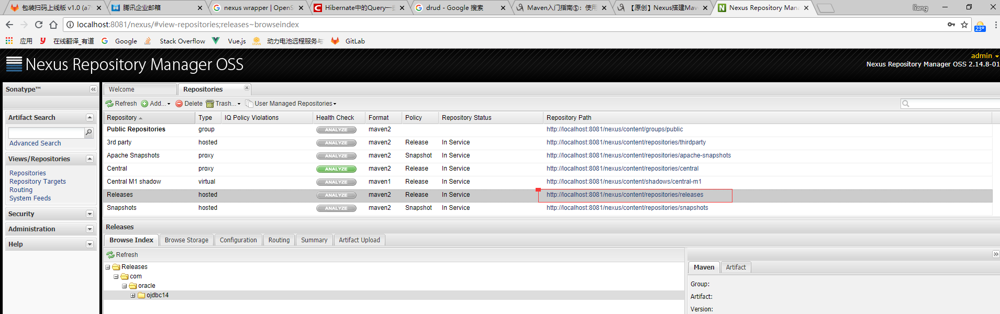 包装扫码上线版 v1.0 (a7
腾讯企业邮箱
nexus wrapper | OpenS
Hibernate中的Query一些
drud - Google 搜索
Maven入门指南⑤：使用
【原创】Nexus搭建Mav
Nexus Repository Mana
liang
localhost:8081/nexus/#view-repositories;releases~browseindex
23°
应用
在线翻译_有道
Google
Stack Overflow
Vue.js
动力电池远程服务与
GitLab
Nexus Repository Manager OSS
admin
Nexus Repository Manager OSS 2.14.8-01
Sonatype™
Welcome
Repositories
Refresh Add... Delete Trash... User Managed Repositories
Artifact Search
Advanced Search
Views/Repositories
Repositories
Repository Targets
Routing
System Feeds
Security
Administration
Help
Repository Type IQ Policy Violations Health Check Format Policy Repository Status Repository Path
Public Repositories group ANALYZE maven2 http://localhost:8081/nexus/content/groups/public
3rd party hosted ANALYZE maven2 Release In Service http://localhost:8081/nexus/content/repositories/thirdparty
Apache Snapshots proxy ANALYZE maven2 Snapshot In Service http://localhost:8081/nexus/content/repositories/apache-snapshots
Central proxy ANALYZE maven2 Release In Service http://localhost:8081/nexus/content/repositories/central
Central M1 shadow virtual ANALYZE maven1 Release In Service http://localhost:8081/nexus/content/shadows/central-m1
Releases hosted ANALYZE maven2 Release In Service http://localhost:8081/nexus/content/repositories/releases
Snapshots hosted ANALYZE maven2 Snapshot In Service http://localhost:8081/nexus/content/repositories/snapshots
Releases
Browse Index Browse Storage Configuration Routing Summary Artifact Upload
Refresh
Releases
com
oracle
ojdbc14
Maven Artifact
Group:
Artifact:
Version: